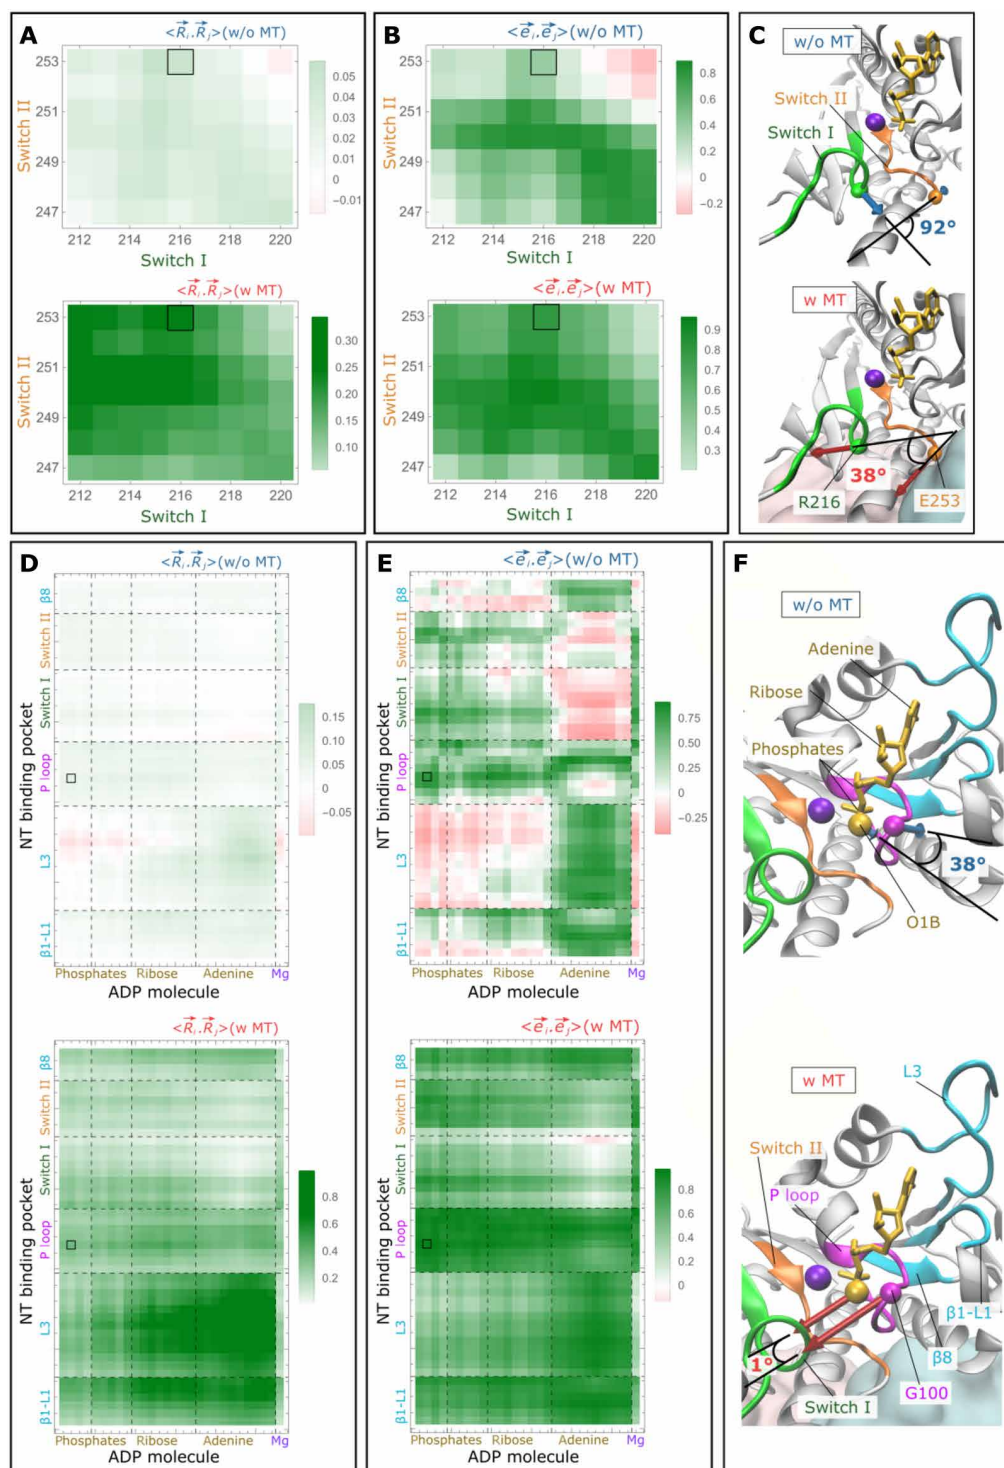 A
<R⃗ᵢ.R⃗ⱼ>(w/o MT)
Switch II
253
251
249
247
212 214 216 218 220
Switch I
0.05
0.04
0.03
0.02
0.01
0
−0.01
<R⃗ᵢ.R⃗ⱼ>(w MT)
Switch II
253
251
249
247
212 214 216 218 220
Switch I
0.30
0.25
0.20
0.15
0.10
B
<e⃗ᵢ.e⃗ⱼ>(w/o MT)
Switch II
253
251
249
247
212 214 216 218 220
Switch I
0.8
0.6
0.4
0.2
0
−0.2
<e⃗ᵢ.e⃗ⱼ>(w MT)
Switch II
253
251
249
247
212 214 216 218 220
Switch I
0.9
0.8
0.7
0.6
0.5
0.4
0.3
C
w/o MT
Switch II
Switch I
92°
w MT
38°
R216
E253
D
<R⃗ᵢ.R⃗ⱼ>(w/o MT)
NT binding pocket
β8
Switch II
Switch I
P loop
L3
β1-L1
Phosphates Ribose Adenine Mg
ADP molecule
0.15
0.10
0.05
0
−0.05
<R⃗ᵢ.R⃗ⱼ>(w MT)
NT binding pocket
β8
Switch II
Switch I
P loop
L3
β1-L1
Phosphates Ribose Adenine Mg
ADP molecule
0.8
0.6
0.4
0.2
E
<e⃗ᵢ.e⃗ⱼ>(w/o MT)
NT binding pocket
β8
Switch II
Switch I
P loop
L3
β1-L1
Phosphates Ribose Adenine Mg
ADP molecule
0.75
0.50
0.25
0
−0.25
<e⃗ᵢ.e⃗ⱼ>(w MT)
NT binding pocket
β8
Switch II
Switch I
P loop
L3
β1-L1
Phosphates Ribose Adenine Mg
ADP molecule
0.8
0.6
0.4
0.2
0
F
w/o MT
Adenine
Ribose
Phosphates
38°
O1B
w MT
L3
Switch II
P loop
β1-L1
1°
β8
G100
Switch I